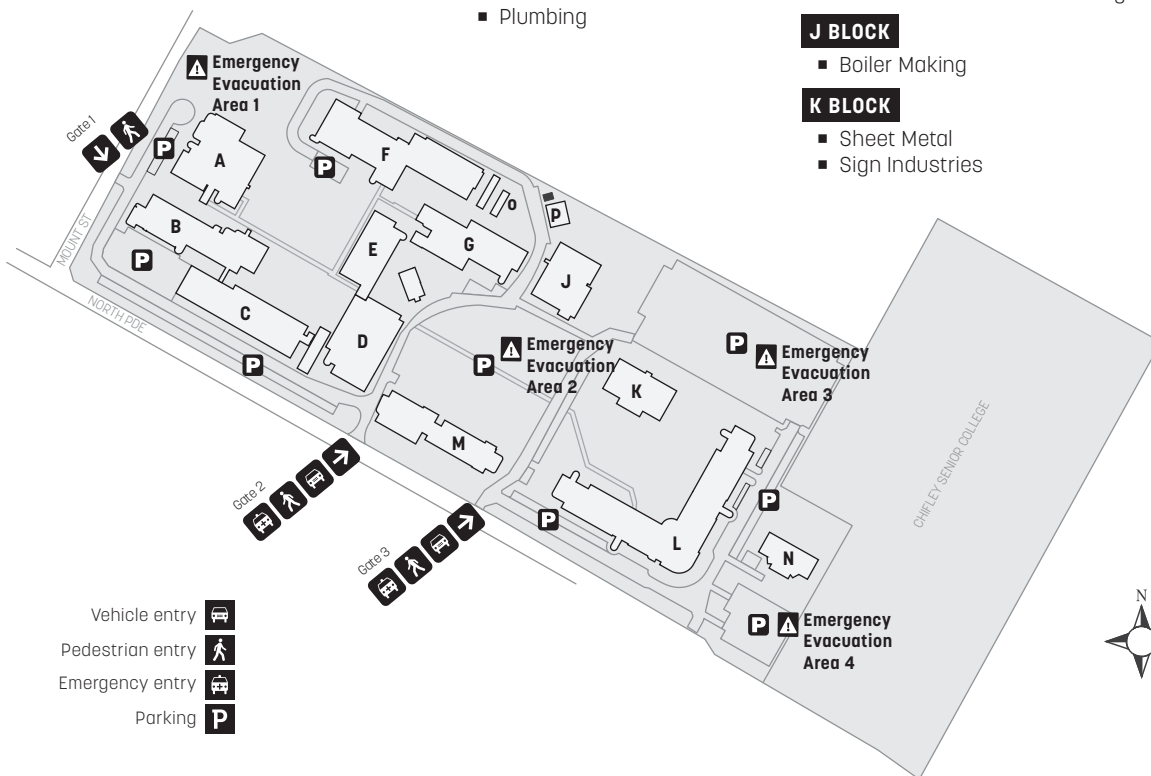 ■ Plumbing
J BLOCK
■ Boiler Making
K BLOCK
■ Sheet Metal
■ Sign Industries
Emergency
Evacuation
Area 1
Gate 1
P
A
F
P
O
P
B
E
G
J
P
MOUNT ST
NORTH PDE
C
D
P
Emergency
Evacuation
Area 2
P
K
P
Emergency
Evacuation
Area 3
M
CHIFLEY SENIOR COLLEGE
Gate 2
Gate 3
P
L
P
N
P
Emergency
Evacuation
Area 4
N
Vehicle entry
Pedestrian entry
Emergency entry
Parking P